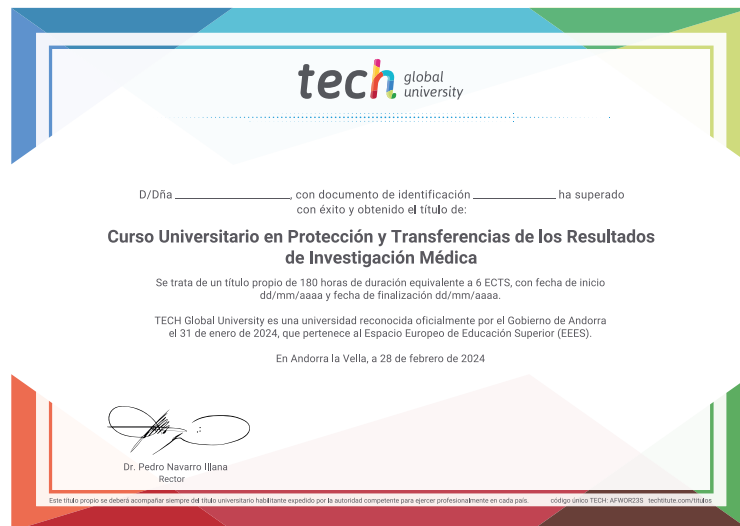 tech global university
D/Dña ____________________, con documento de identificación ______________ ha superado
con éxito y obtenido el título de:
Curso Universitario en Protección y Transferencias de los Resultados
de Investigación Médica
Se trata de un título propio de 180 horas de duración equivalente a 6 ECTS, con fecha de inicio
dd/mm/aaaa y fecha de finalización dd/mm/aaaa.
TECH Global University es una universidad reconocida oficialmente por el Gobierno de Andorra
el 31 de enero de 2024, que pertenece al Espacio Europeo de Educación Superior (EEES).
En Andorra la Vella, a 28 de febrero de 2024
Dr. Pedro Navarro Illana
Rector
Este título propio se deberá acompañar siempre del título universitario habilitante expedido por la autoridad competente para ejercer profesionalmente en cada país. código único TECH: AFWOR23S techtitute.com/titulos